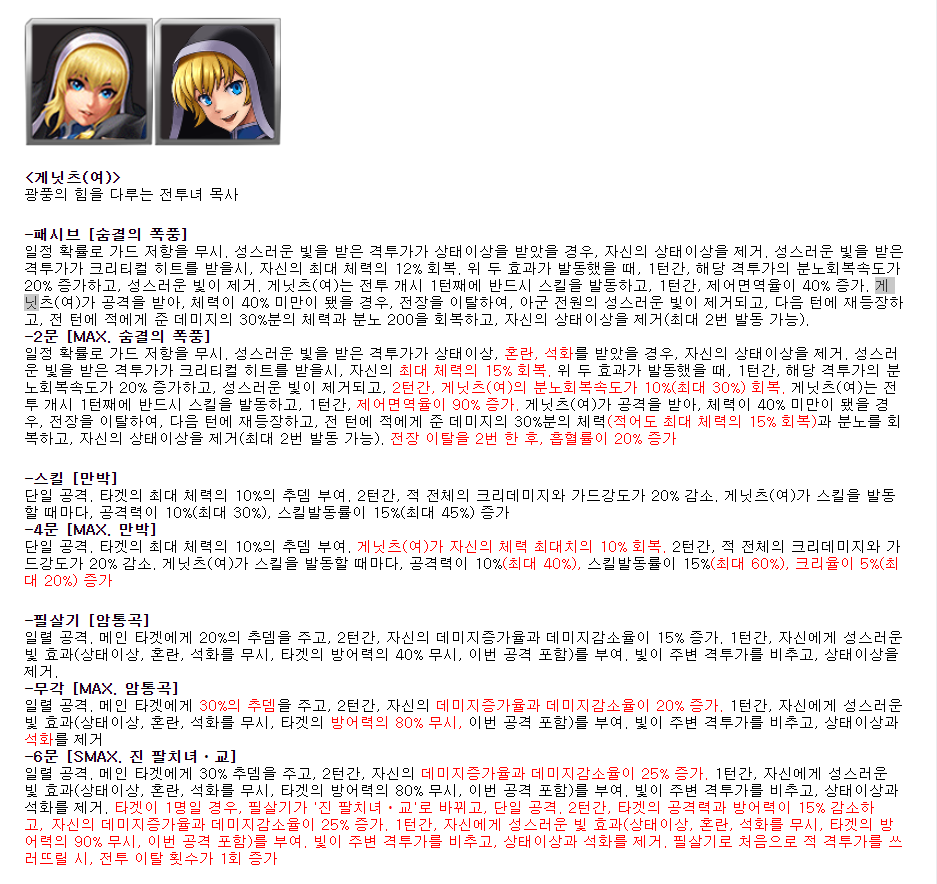 <게닛츠(여)>
광풍의 힘을 다루는 전투녀 목사
-패시브 [숨결의 폭풍]
일정 확률로 가드 저항을 무시. 성스러운 빛을 받은 격투가가 상태이상을 받았을 경우, 자신의 상태이상을 제거. 성스러운 빛을 받은
격투가가 크리티컬 히트를 받을시, 자신의 최대 체력의 12% 회복. 위 두 효과가 발동했을 때, 1턴간, 해당 격투가의 분노회복속도가
20% 증가하고, 성스러운 빛이 제거. 게닛츠(여)는 전투 개시 1턴째에 반드시 스킬을 발동하고, 1턴간, 제어면역율이 40% 증가. 게
닛츠(여)가 공격을 받아, 체력이 40% 미만이 됐을 경우, 전장을 이탈하여, 아군 전원의 성스러운 빛이 제거되고, 다음 턴에 재등장하
고, 전 턴에 적에게 준 데미지의 30%분의 체력과 분노 200을 회복하고, 자신의 상태이상을 제거(최대 2번 발동 가능).
-2문 [MAX. 숨결의 폭풍]
일정 확률로 가드 저항을 무시. 성스러운 빛을 받은 격투가가 상태이상, 혼란, 석화를 받았을 경우, 자신의 상태이상을 제거. 성스러
운 빛을 받은 격투가가 크리티컬 히트를 받을시, 자신의 최대 체력의 15% 회복. 위 두 효과가 발동했을 때, 1턴간, 해당 격투가의 분
노회복속도가 20% 증가하고, 성스러운 빛이 제거되고, 2턴간, 게닛츠(여)의 분노회복속도가 10%(최대 30%) 회복. 게닛츠(여)는 전
투 개시 1턴째에 반드시 스킬을 발동하고, 1턴간, 제어면역율이 90% 증가. 게닛츠(여)가 공격을 받아, 체력이 40% 미만이 됐을 경
우, 전장을 이탈하여, 다음 턴에 재등장하고, 전 턴에 적에게 준 데미지의 30%분의 체력(적어도 최대 체력의 15% 회복)과 분노를 회
복하고, 자신의 상태이상을 제거(최대 2번 발동 가능). 전장 이탈을 2번 한 후, 흡혈률이 20% 증가
-스킬 [만박]
단일 공격. 타겟의 최대 체력의 10%의 추뎀 부여. 2턴간, 적 전체의 크리데미지와 가드강도가 20% 감소. 게닛츠(여)가 스킬을 발동
할 때마다, 공격력이 10%(최대 30%), 스킬발동률이 15%(최대 45%) 증가
-4문 [MAX. 만박]
단일 공격. 타겟의 최대 체력의 10%의 추뎀 부여. 게닛츠(여)가 자신의 체력 최대치의 10% 회복. 2턴간, 적 전체의 크리데미지와 가
드강도가 20% 감소. 게닛츠(여)가 스킬을 발동할 때마다, 공격력이 10%(최대 40%), 스킬발동률이 15%(최대 60%), 크리율이 5%(최
대 20%) 증가
-필살기 [암통곡]
일렬 공격. 메인 타겟에게 20%의 추뎀을 주고, 2턴간, 자신의 데미지증가율과 데미지감소율이 15% 증가. 1턴간, 자신에게 성스러운
빛 효과(상태이상, 혼란, 석화를 무시, 타겟의 방어력의 40% 무시, 이번 공격 포함)를 부여. 빛이 주변 격투가를 비추고, 상태이상을
제거.
-무각 [MAX. 암통곡]
일렬 공격. 메인 타겟에게 30%의 추뎀을 주고, 2턴간, 자신의 데미지증가율과 데미지감소율이 20% 증가. 1턴간, 자신에게 성스러운
빛 효과(상태이상, 혼란, 석화를 무시, 타겟의 방어력의 80% 무시, 이번 공격 포함)를 부여. 빛이 주변 격투가를 비추고, 상태이상과
석화를 제거
-6문 [SMAX. 진 팔치녀·교]
일렬 공격. 메인 타겟에게 30% 추뎀을 주고, 2턴간, 자신의 데미지증가율과 데미지감소율이 25% 증가. 1턴간, 자신에게 성스러운
빛 효과(상태이상, 혼란, 석화를 무시, 타겟의 방어력의 80% 무시, 이번 공격 포함)를 부여. 빛이 주변 격투가를 비추고, 상태이상과
석화를 제거. 타겟이 1명일 경우, 필살기가 '진 팔치녀·교'로 바뀌고, 단일 공격. 2턴간, 타겟의 공격력과 방어력이 15% 감소하
고, 자신의 데미지증가율과 데미지감소율이 25% 증가. 1턴간, 자신에게 성스러운 빛 효과(상태이상, 혼란, 석화를 무시, 타겟의 방
어력의 90% 무시, 이번 공격 포함)를 부여. 빛이 주변 격투가를 비추고, 상태이상과 석화를 제거. 필살기로 처음으로 적 격투가를 쓰
러뜨릴 시, 전투 이탈 횟수가 1회 증가